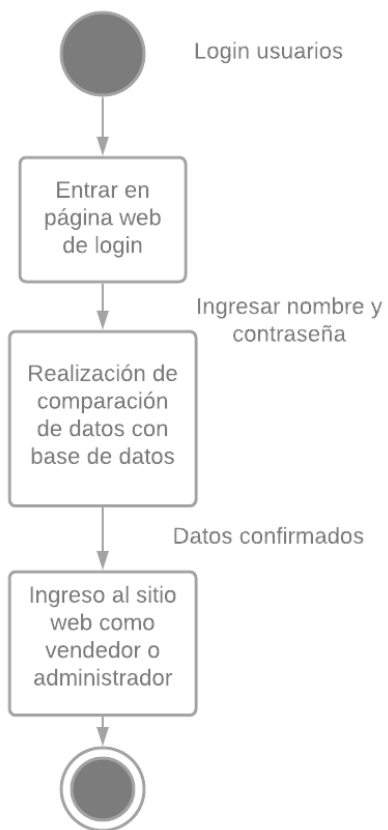 Login usuarios
Entrar en
página web
de login
Ingresar nombre y
contraseña
Realización de
comparación
de datos con
base de datos
Datos confirmados
Ingreso al sitio
web como
vendedor o
administrador